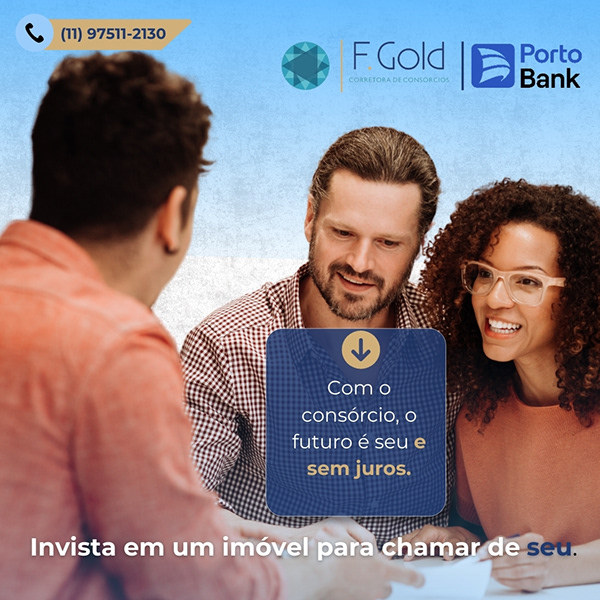 (11) 97511-2130
F.Gold
CORRETORA DE CONSÓRCIOS
Porto
Bank
Com o
consórcio, o
futuro é seu e
sem juros.
Invista em um imóvel para chamar de seu.